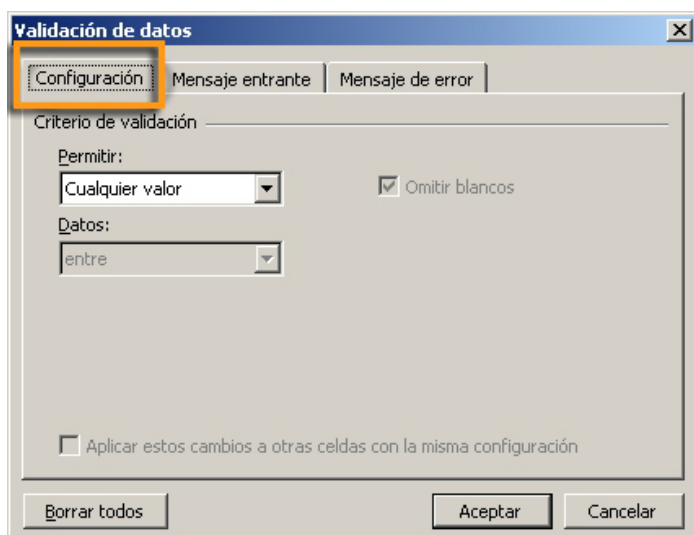 Validación de datos
Configuración Mensaje entrante Mensaje de error
Criterio de validación
Permitir:
Cualquier valor Omitir blancos
Datos:
entre
Aplicar estos cambios a otras celdas con la misma configuración
Borrar todos Aceptar Cancelar